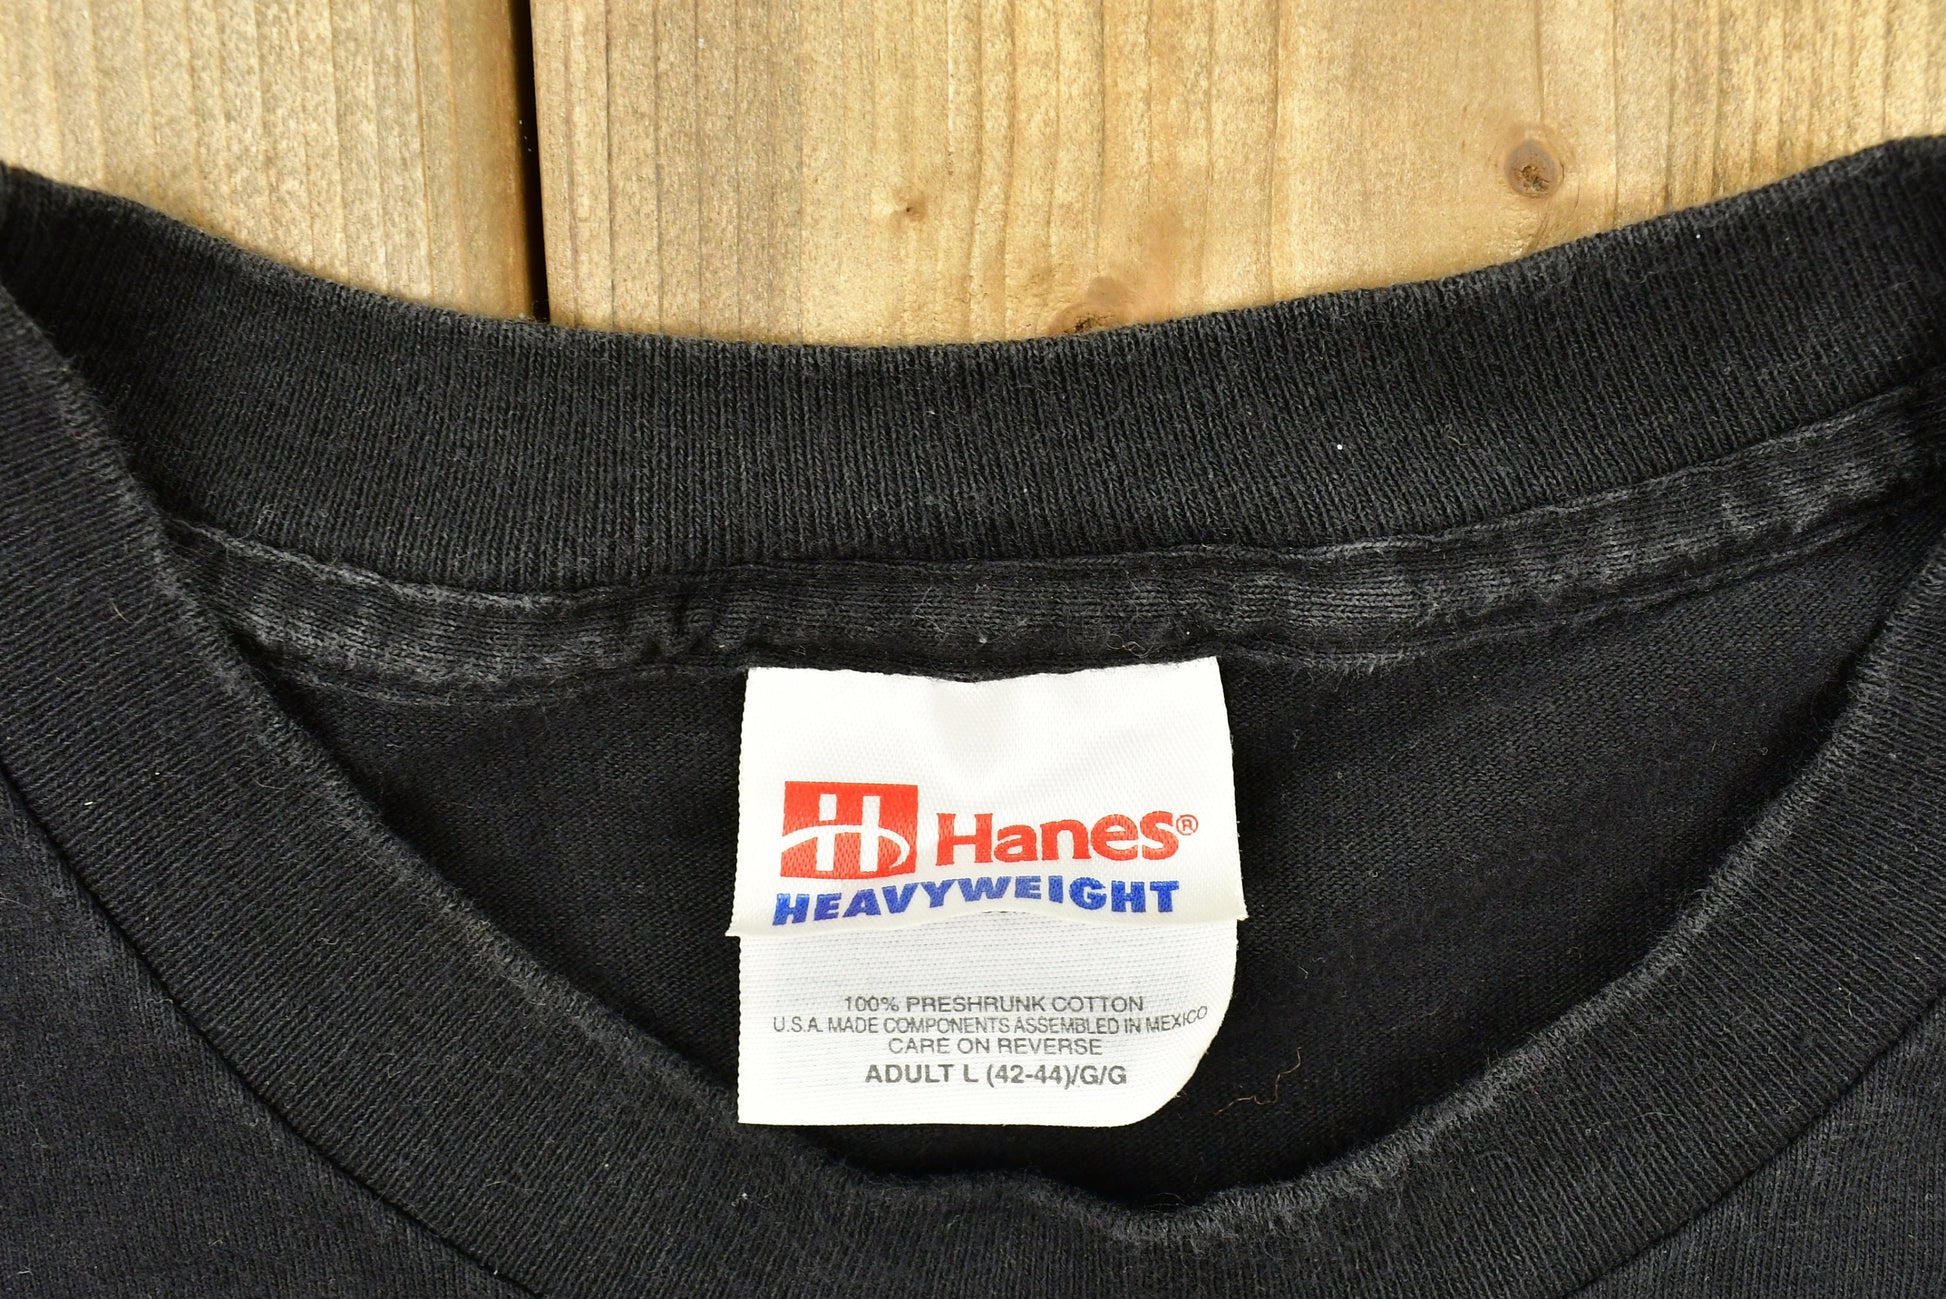 H Hanes®
HEAVYWEIGHT
100% PRESHRUNK COTTON
U.S.A. MADE COMPONENTS ASSEMBLED IN MEXICO
CARE ON REVERSE
ADULT L (42-44)/G/G